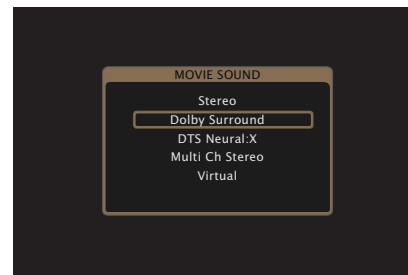 MOVIE SOUND
Stereo
Dolby Surround
DTS Neural:X
Multi Ch Stereo
Virtual